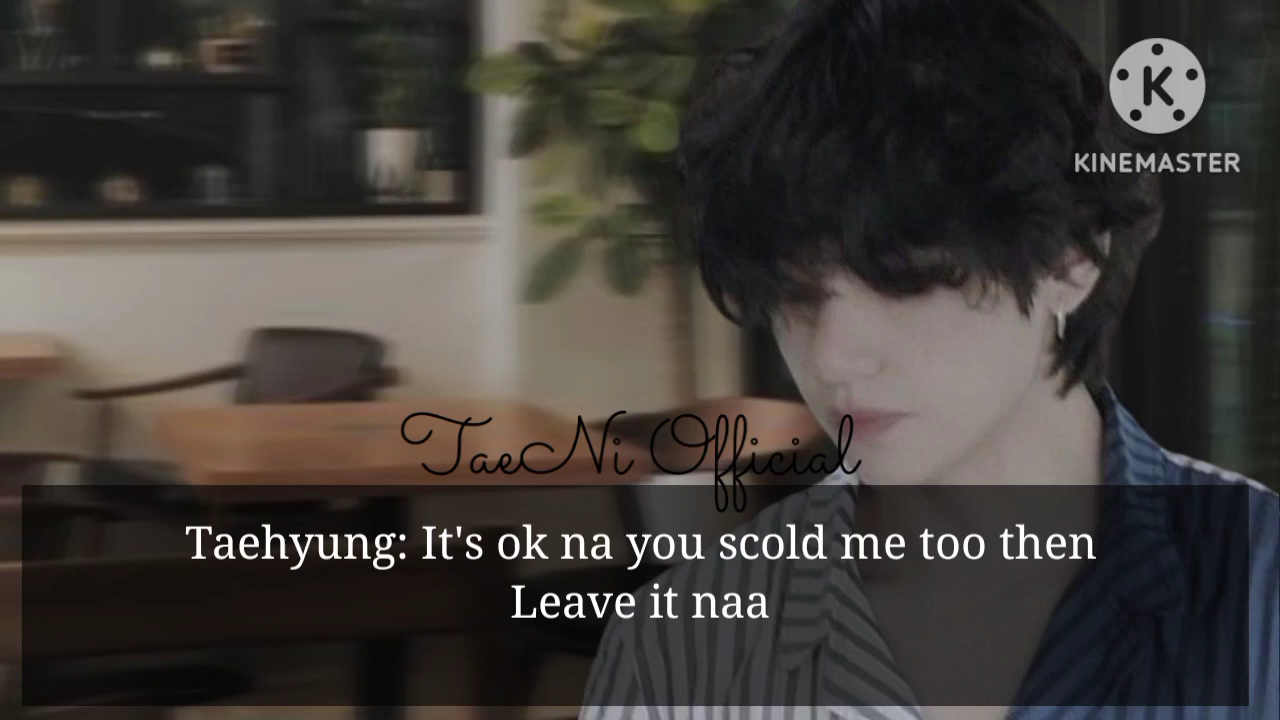 K
KINEMASTER
TaeNi Official
Taehyung: It's ok na you scold me too then
Leave it naa